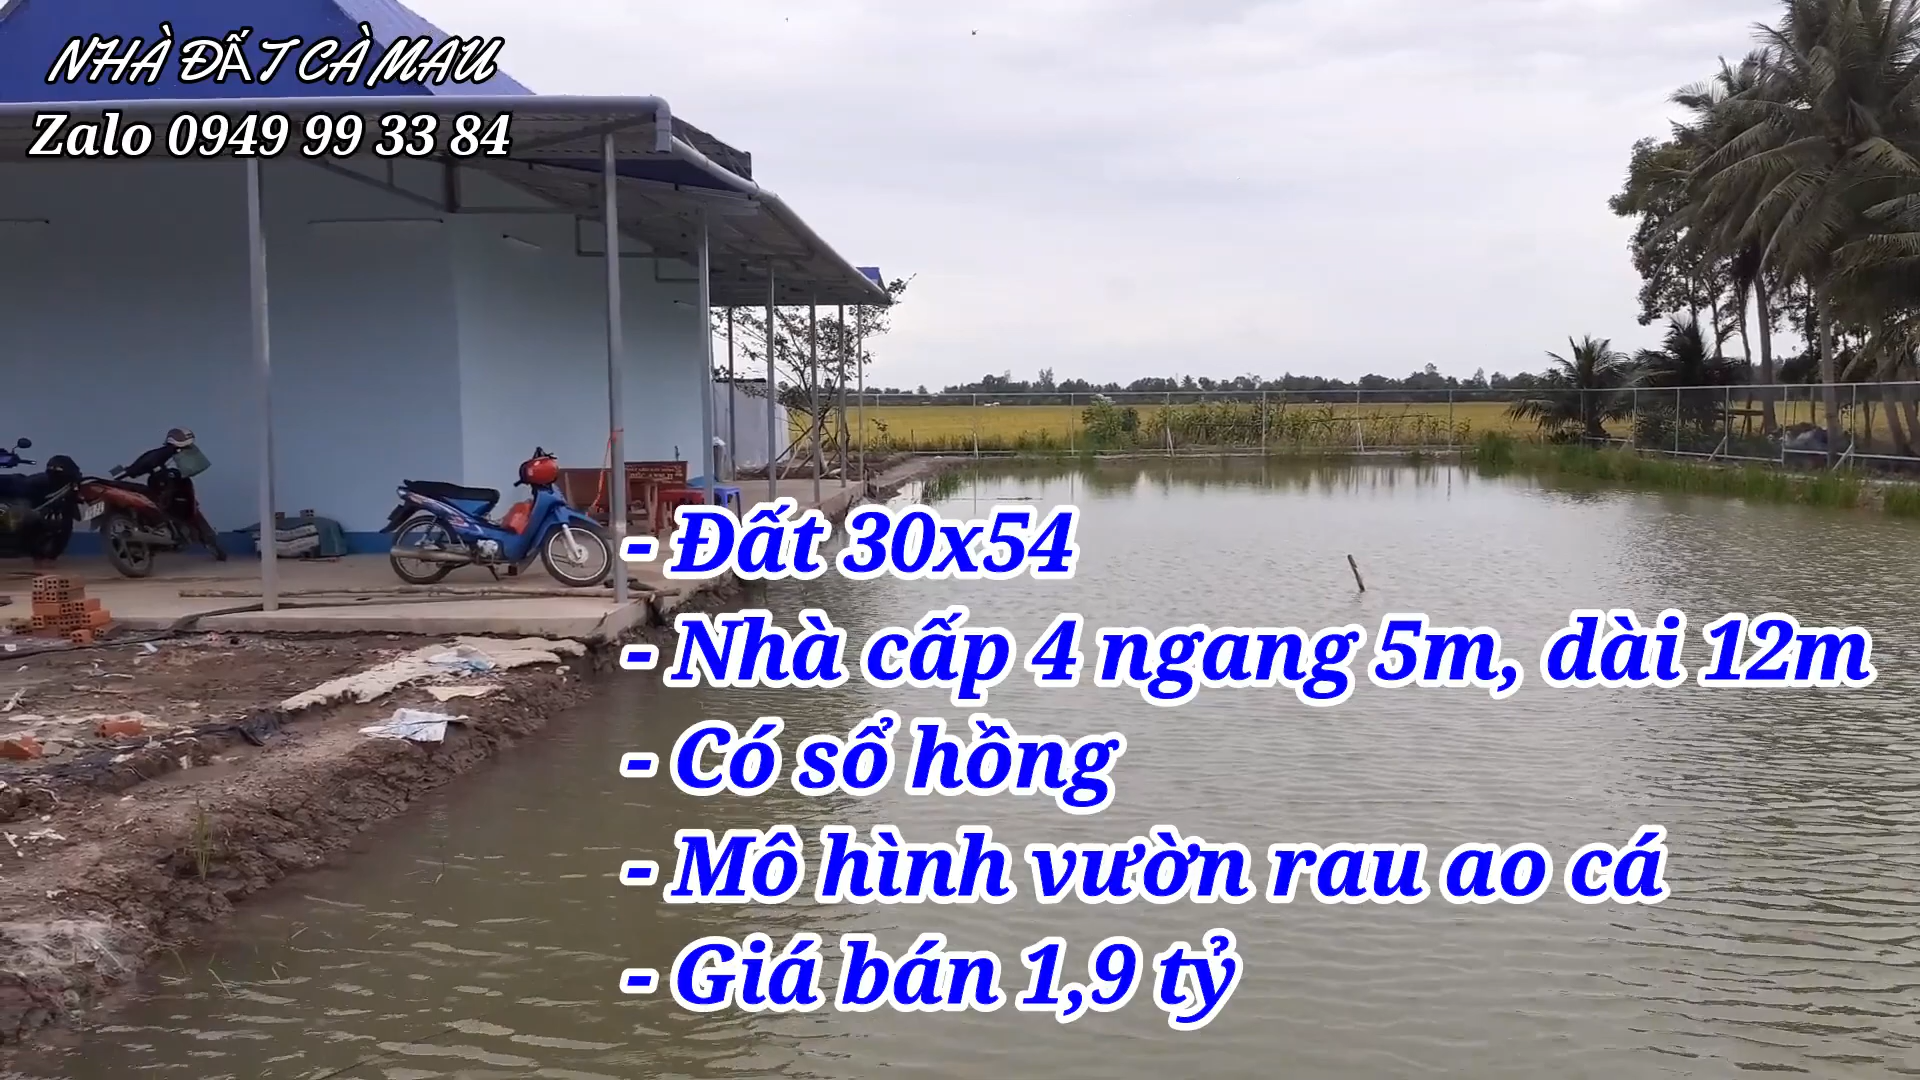 NHÀ ĐẤT CÀ MAU
Zalo 0949 99 33 84
- Đất 30x54
- Nhà cấp 4 ngang 5m, dài 12m
- Có sổ hồng
- Mô hình vườn rau ao cá
- Giá bán 1,9 tỷ